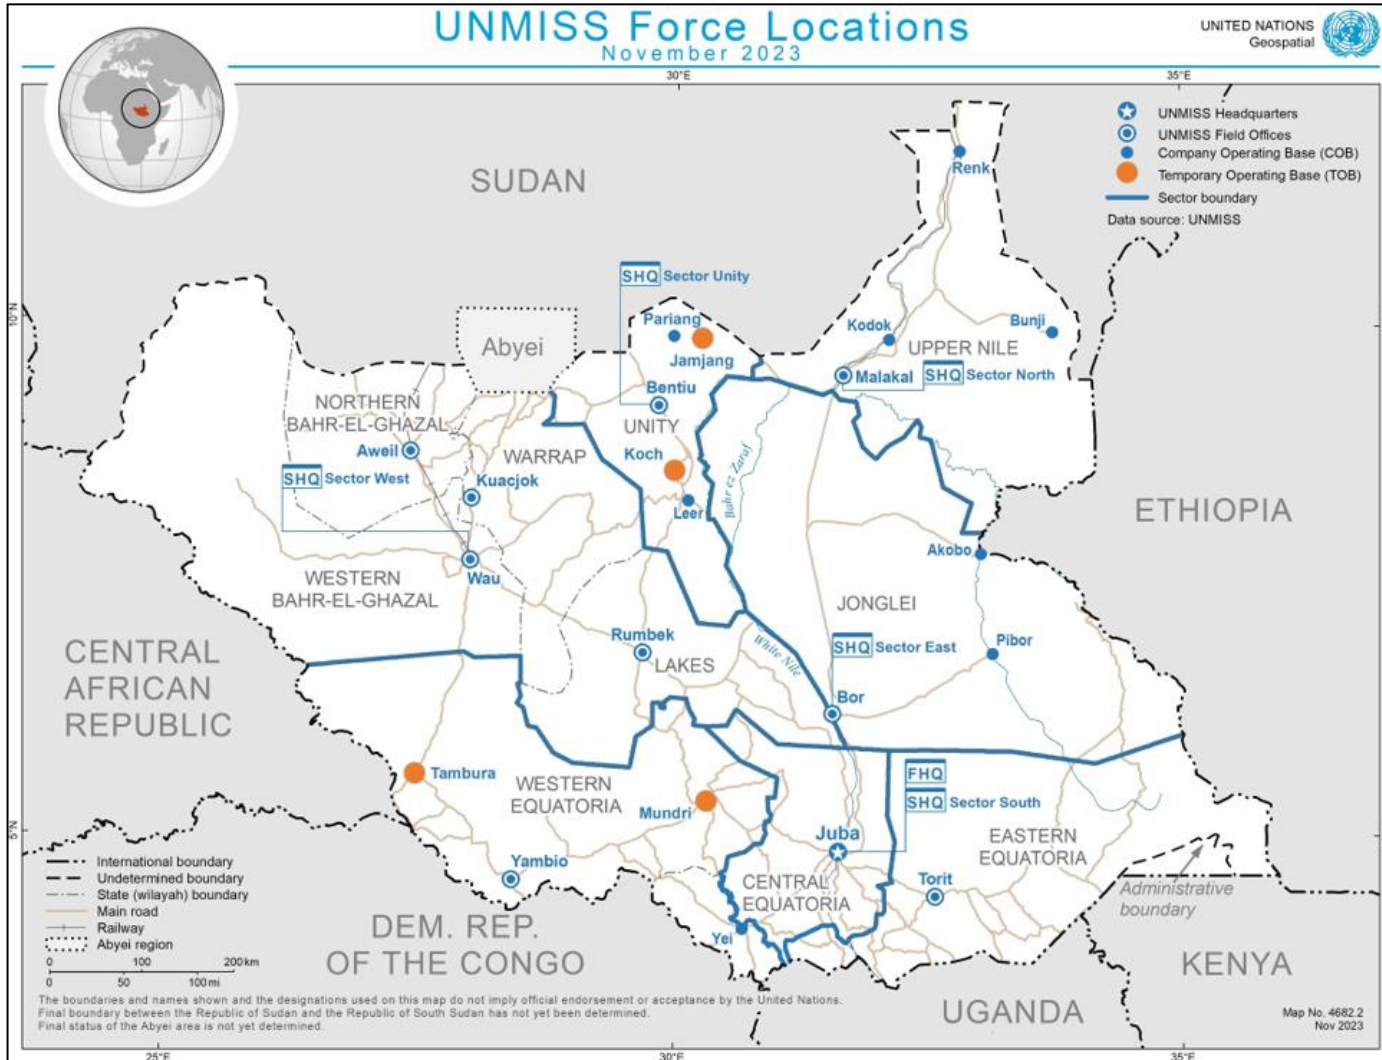 UNMISS Force Locations
November 2023
UNITED NATIONS
Geospatial
30°E
35°E
UNMISS Headquarters
UNMISS Field Offices
Company Operating Base (COB)
Temporary Operating Base (TOB)
Sector boundary
Data source: UNMISS
SUDAN
Renk
SHQ Sector Unity
10°N
10°N
Pariang
Jamjang
Abyei
Kodok
Bunji
UPPER NILE
Malakal
SHQ Sector North
Bentiu
UNITY
NORTHERN
BAHR-EL-GHAZAL
Aweil
WARRAP
Koch
Bahr ez Zaraf
SHQ Sector West
Kuacjok
Leer
ETHIOPIA
Akobo
Wau
WESTERN
BAHR-EL-GHAZAL
JONGLEI
Rumbek
LAKES
White Nile
SHQ Sector East
Pibor
CENTRAL
AFRICAN
REPUBLIC
Bor
Tambura
WESTERN
EQUATORIA
Mundri
FHQ
SHQ Sector South
Juba
EASTERN
EQUATORIA
5°N
5°N
Yambio
CENTRAL
EQUATORIA
Torit
Administrative
boundary
Yei
DEM. REP.
OF THE CONGO
KENYA
UGANDA
International boundary
Undetermined boundary
State (wilayah) boundary
Main road
Railway
Abyei region
0 100 200 km
0 50 100 mi
The boundaries and names shown and the designations used on this map do not imply official endorsement or acceptance by the United Nations.
Final boundary between the Republic of Sudan and the Republic of South Sudan has not yet been determined.
Final status of the Abyei area is not yet determined.
Map No. 4682.2
Nov 2023
25°E
30°E
35°E